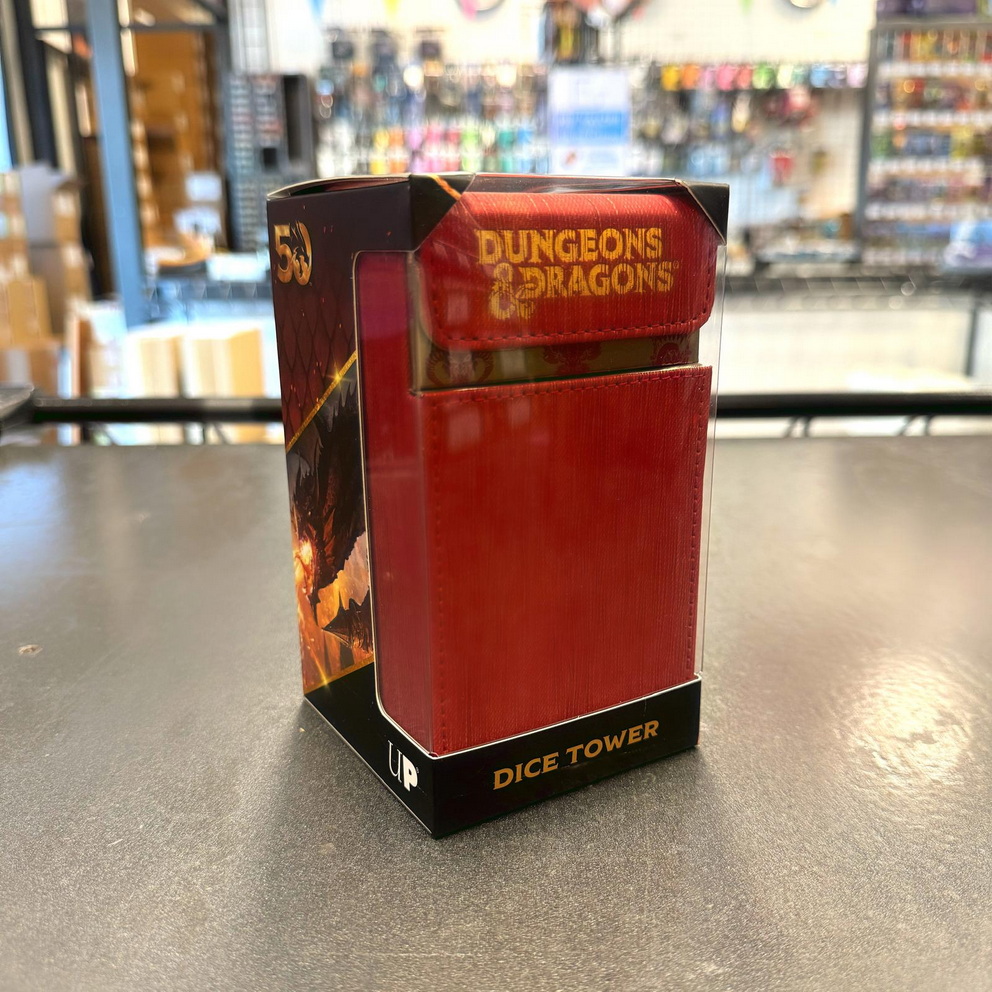 50
DUNGEONS
& DRAGONS®
UP
DICE TOWER